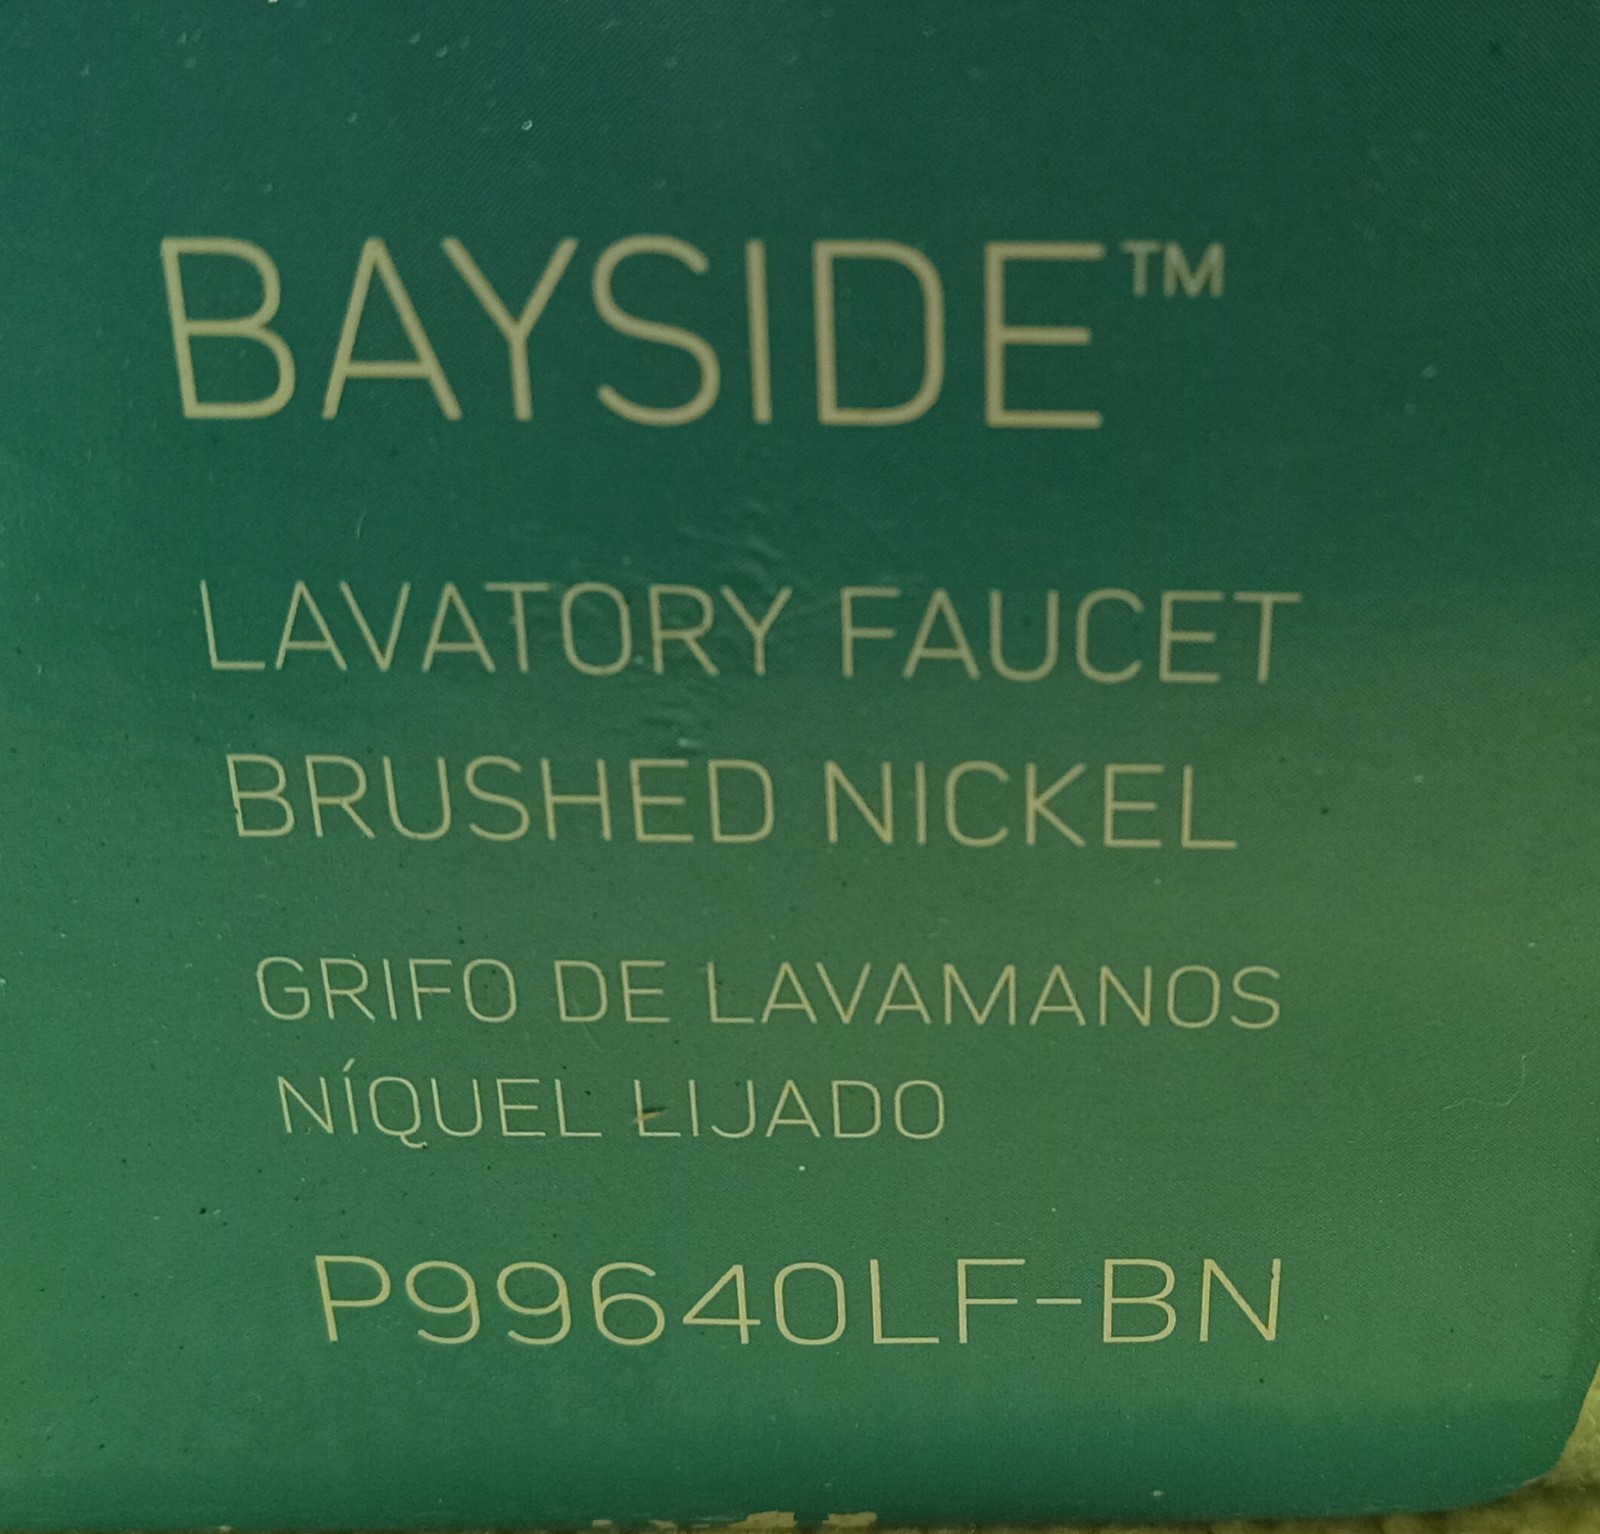 BAYSIDE™
LAVATORY FAUCET
BRUSHED NICKEL
GRIFO DE LAVAMANOS
NÍQUEL LIJADO
P99640LF-BN